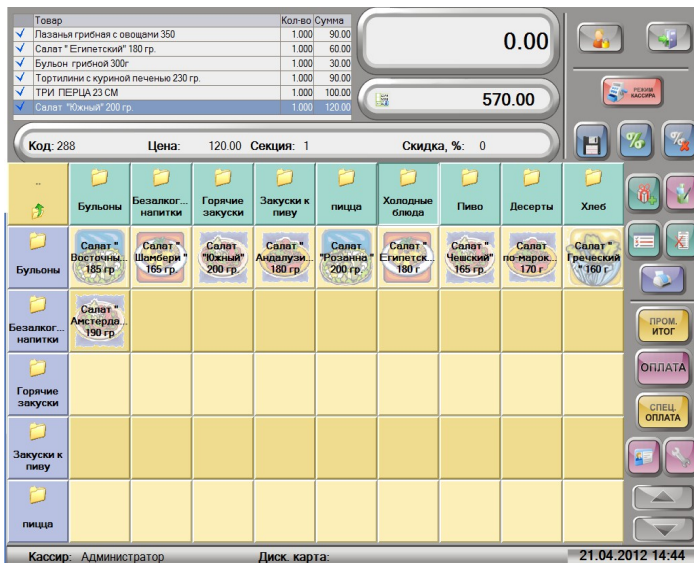 Товар Кол-во Сумма
Лазанья грибная с овощами 350 1.000 90.00
Салат " Египетский" 180 гр. 1.000 60.00
Бульон грибной 300г 1.000 30.00
Тортилини с куриной печенью 230 гр. 1.000 90.00
ТРИ ПЕРЦА 23 СМ 1.000 100.00
Салат "Южный" 200 гр. 1.000 120.00
0.00
570.00
РЕЖИМ
КАССИРА
Код: 288 Цена: 120.00 Секция: 1 Скидка, %: 0
..
Бульоны
Безалког...
напитки
Горячие
закуски
Закуски к
пиву
пицца
Холодные
блюда
Пиво
Десерты
Хлеб
Бульоны
Салат "
Восточны...
185 гр
Салат "
Шамбери "
165 гр.
Салат
"Южный"
200 гр.
Салат "
Андалузи...
180 гр
Салат
"Розанна "
200 гр.
Салат "
Египетск...
180 г
Салат "
Чешский"
165 гр.
Салат
по-марок...
170 г
Салат "
Греческий
" 160 г
Безалког...
напитки
Салат "
Амстерда...
190 гр
Горячие
закуски
Закуски к
пиву
пицца
ПРОМ.
ИТОГ
ОПЛАТА
СПЕЦ.
ОПЛАТА
Кассир: Администратор Диск. карта: 21.04.2012 14:44